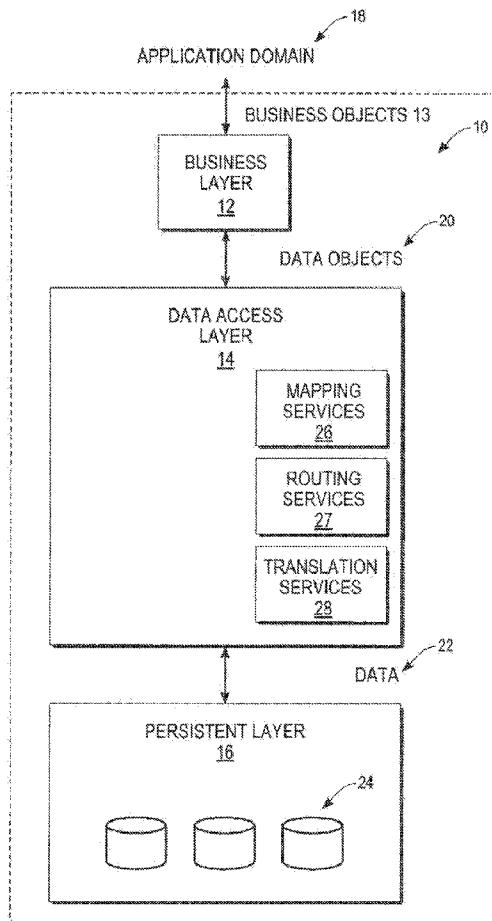 18
APPLICATION DOMAIN
BUSINESS OBJECTS 13
10
BUSINESS
LAYER
12
20
DATA OBJECTS
DATA ACCESS
LAYER
14
MAPPING
SERVICES
26
ROUTING
SERVICES
27
TRANSLATION
SERVICES
28
22
DATA
PERSISTENT LAYER
16
24